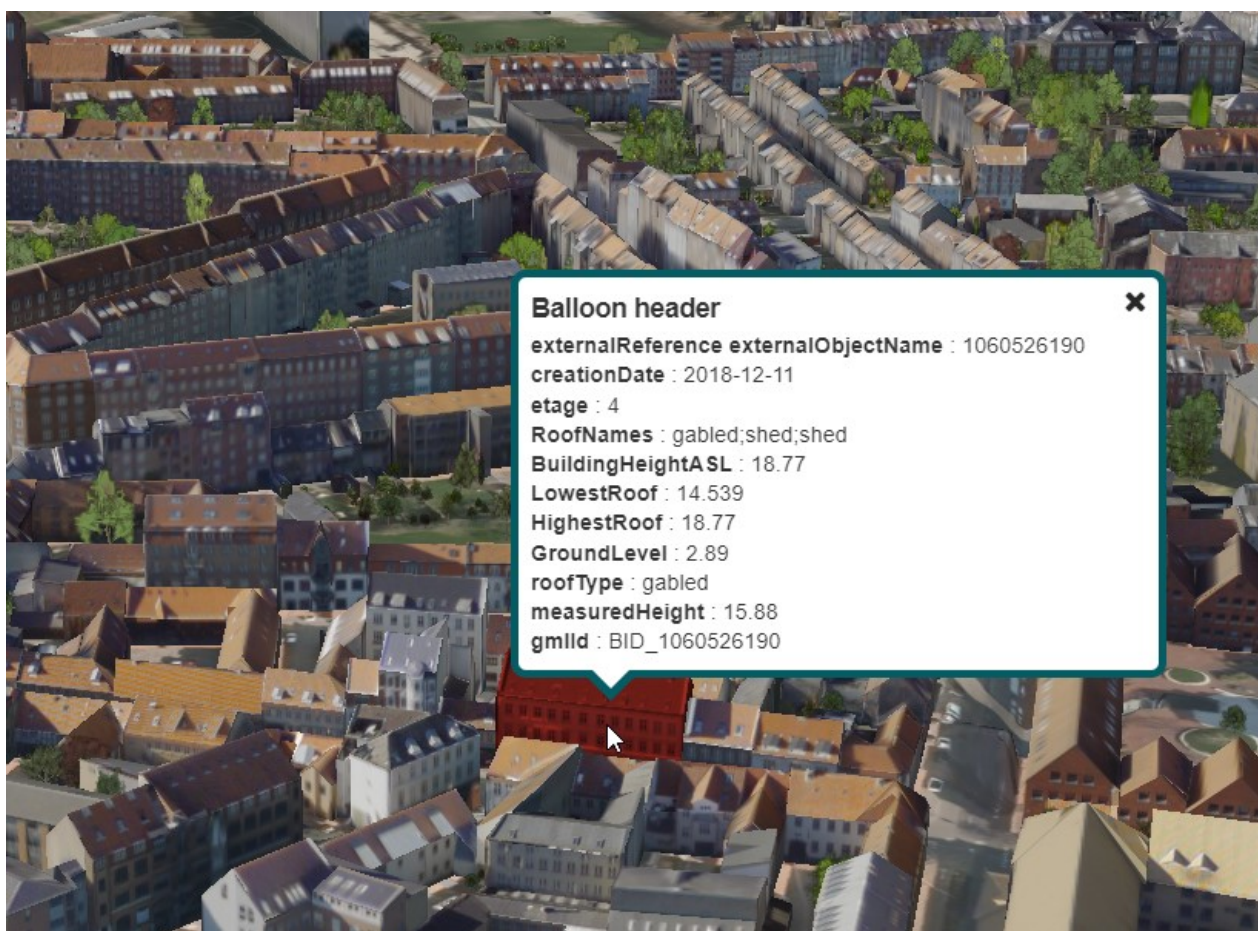 Balloon header
externalReference externalObjectName : 1060526190
creationDate : 2018-12-11
etage : 4
RoofNames : gabled;shed;shed
BuildingHeightASL : 18.77
LowestRoof : 14.539
HighestRoof : 18.77
GroundLevel : 2.89
roofType : gabled
measuredHeight : 15.88
gmlId : BID_1060526190